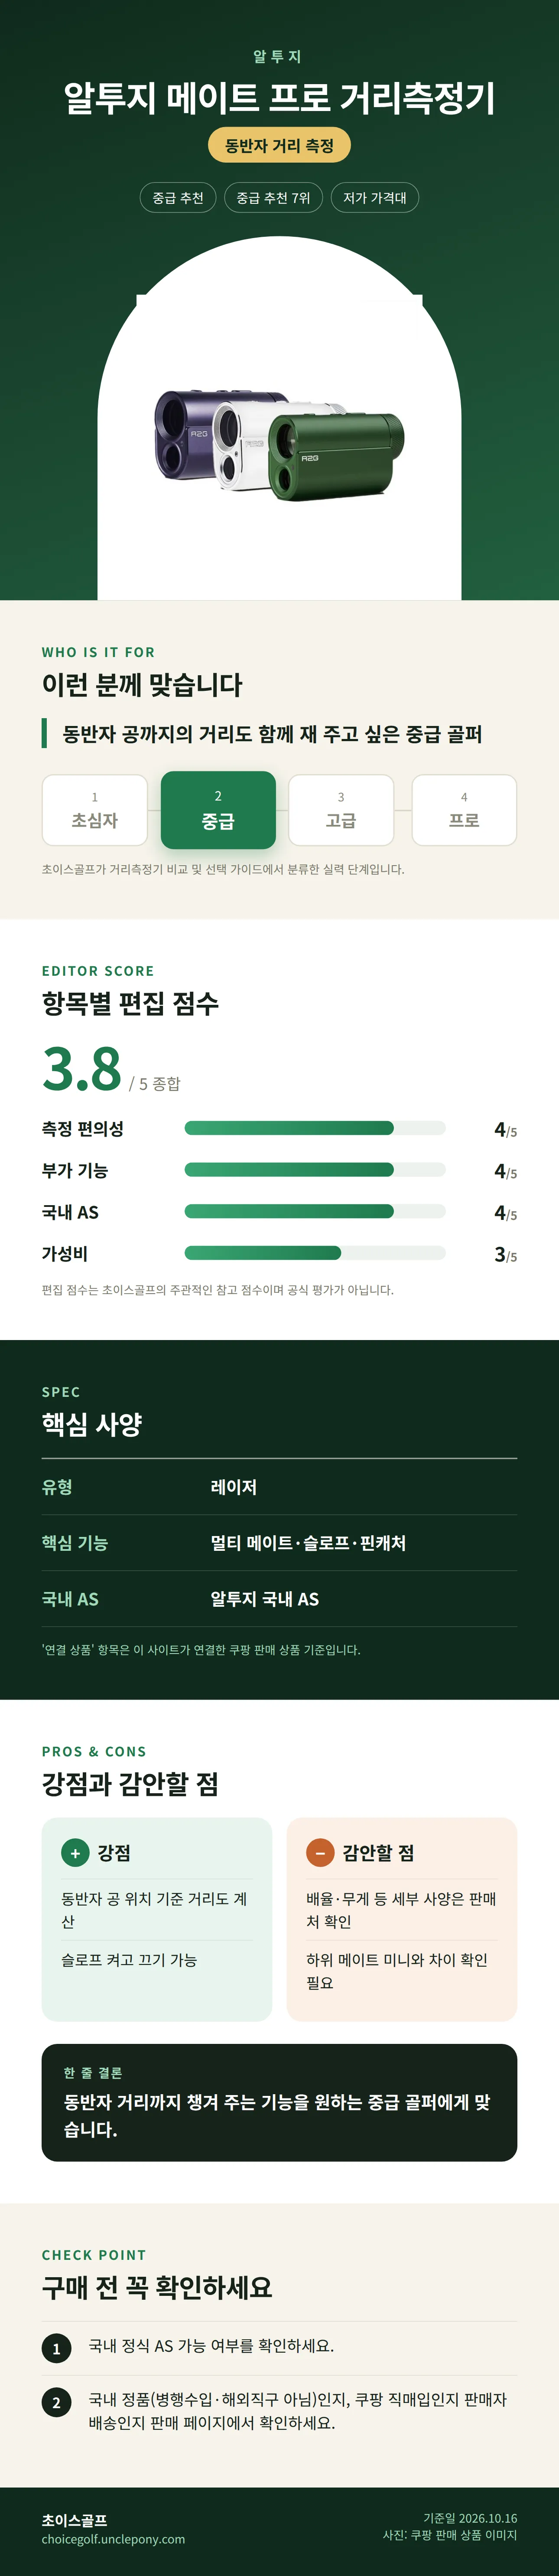 알투지
알투지 메이트 프로 거리측정기
동반자 거리 측정
중급 추천
중급 추천 7위
저가 가격대
A2G
A2G
WHO IS IT FOR
이런 분께 맞습니다
동반자 공까지의 거리도 함께 재 주고 싶은 중급 골퍼
1
초심자
2
중급
3
고급
4
프로
초이스골프가 거리측정기 비교 및 선택 가이드에서 분류한 실력 단계입니다.
EDITOR SCORE
항목별 편집 점수
3.8 / 5 종합
측정 편의성 4/5
부가 기능 4/5
국내 AS 4/5
가성비 3/5
편집 점수는 초이스골프의 주관적인 참고 점수이며 공식 평가가 아닙니다.
SPEC
핵심 사양
유형 레이저
핵심 기능 멀티 메이트·슬로프·핀캐처
국내 AS 알투지 국내 AS
'연결 상품' 항목은 이 사이트가 연결한 쿠팡 판매 상품 기준입니다.
PROS & CONS
강점과 감안할 점
+ 강점
동반자 공 위치 기준 거리도 계
산
슬로프 켜고 끄기 가능
− 감안할 점
배율·무게 등 세부 사양은 판매
처 확인
하위 메이트 미니와 차이 확인
필요
한 줄 결론
동반자 거리까지 챙겨 주는 기능을 원하는 중급 골퍼에게 맞
습니다.
CHECK POINT
구매 전 꼭 확인하세요
1 국내 정식 AS 가능 여부를 확인하세요.
2 국내 정품(병행수입·해외직구 아님)인지, 쿠팡 직매입인지 판매자
배송인지 판매 페이지에서 확인하세요.
초이스골프
choicegolf.unclepony.com
기준일 2026.10.16
사진: 쿠팡 판매 상품 이미지